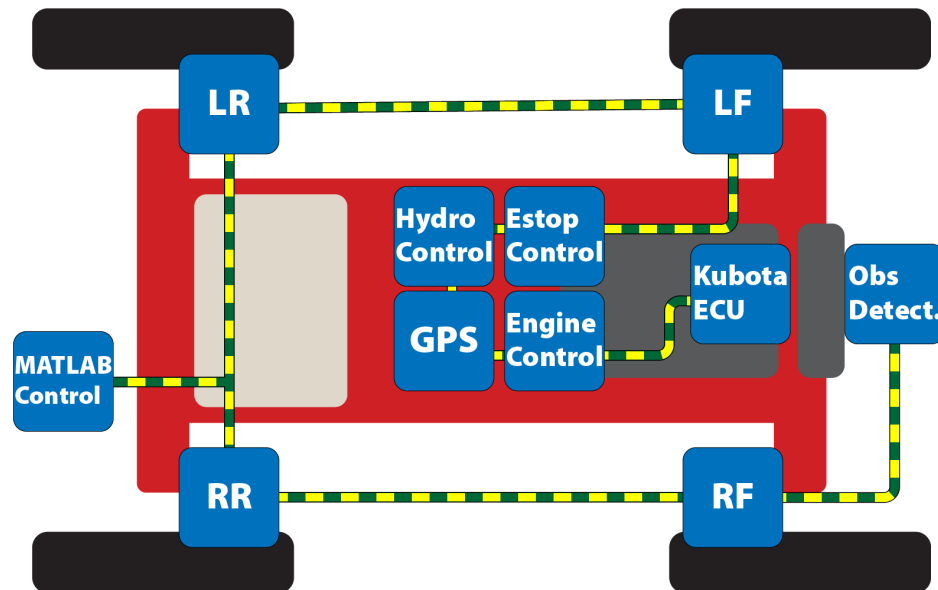 LR
LF
Hydro
Control
Estop
Control
Kubota
ECU
Obs
Detect.
GPS
Engine
Control
MATLAB
Control
RR
RF